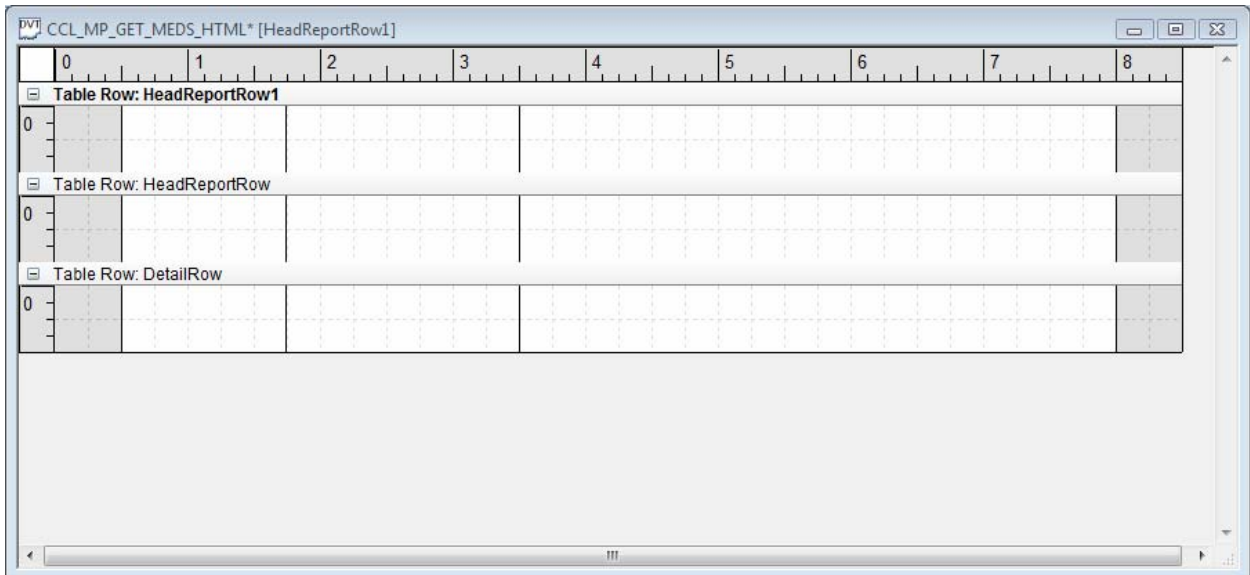 DVT
CCL_MP_GET_MEDS_HTML* [HeadReportRow1]
0 1 2 3 4 5 6 7 8
Table Row: HeadReportRow1
0
Table Row: HeadReportRow
0
Table Row: DetailRow
0